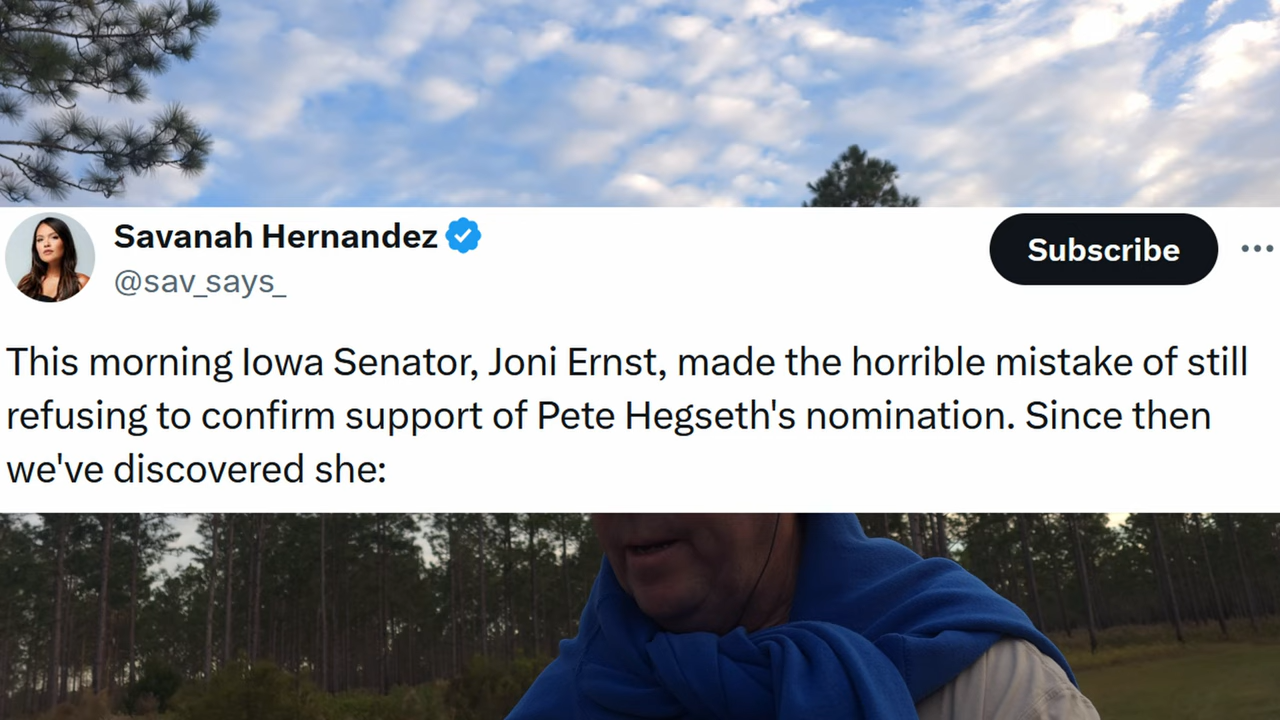 Savanah Hernandez
@sav_says_
Subscribe
This morning Iowa Senator, Joni Ernst, made the horrible mistake of still
refusing to confirm support of Pete Hegseth's nomination. Since then
we've discovered she: